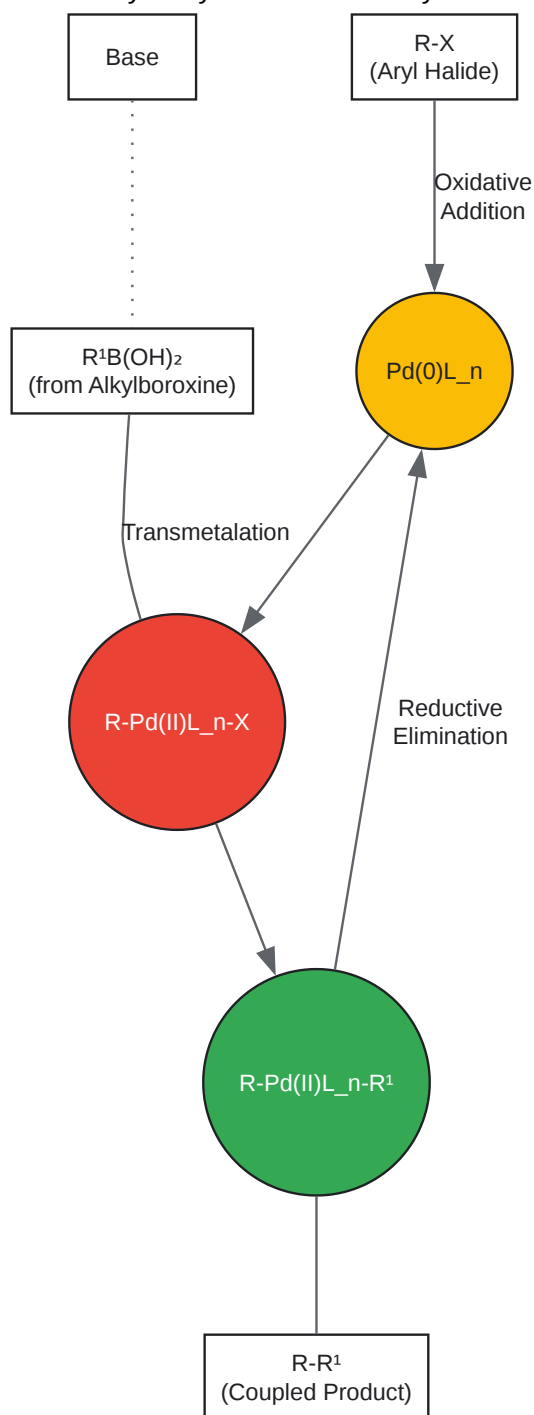 Base
R-X
(Aryl Halide)
Oxidative
Addition
R¹B(OH)₂
(from Alkylboroxine)
Pd(0)L_n
Transmetalation
R-Pd(II)L_n-X
Reductive
Elimination
R-Pd(II)L_n-R¹
R-R¹
(Coupled Product)